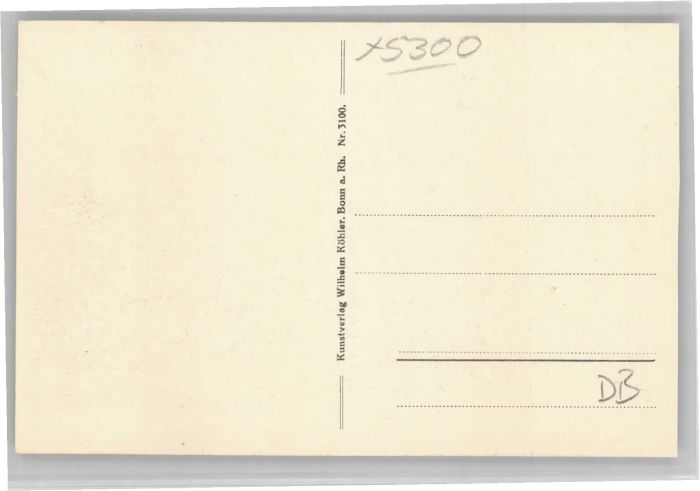 x5300
Kunstverlag Wilhelm Köhler, Bonn a. Rh. Nr. 3100.
DB